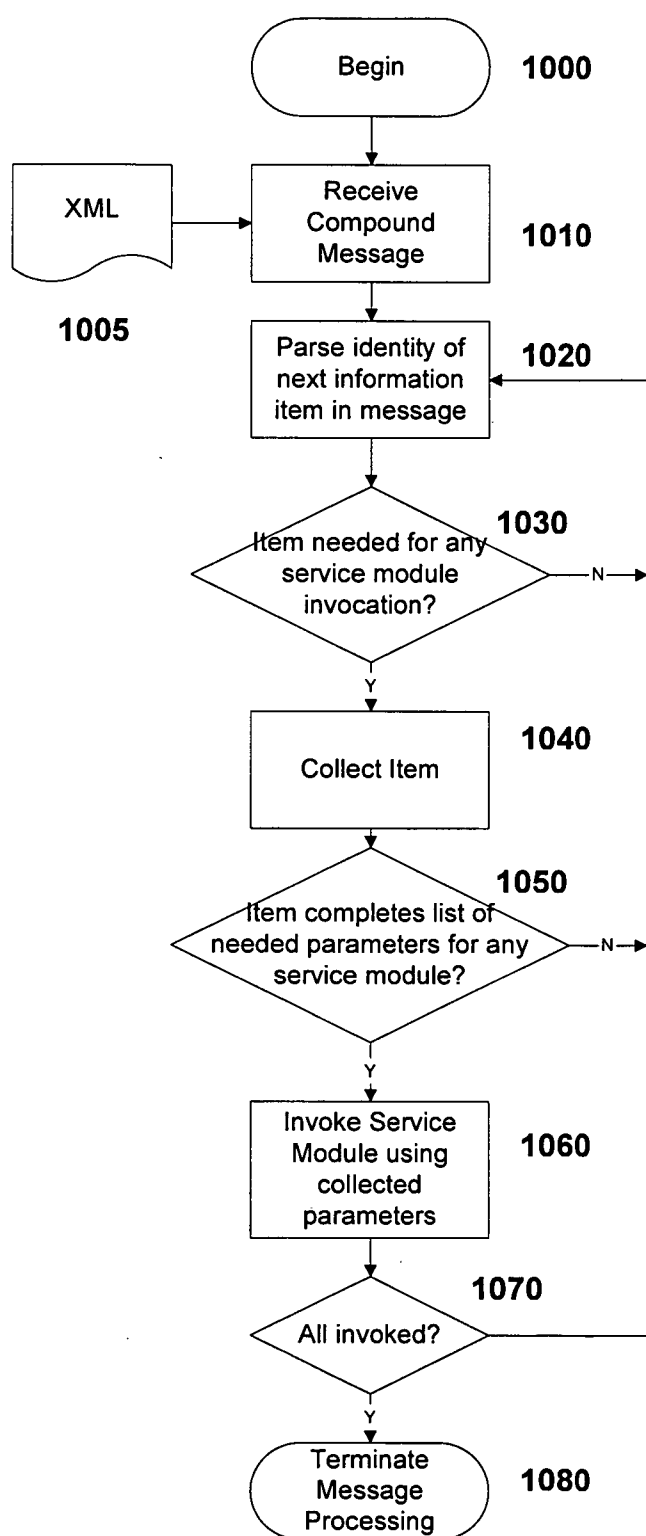 Begin
1000
XML
1005
Receive
Compound
Message
1010
Parse identity of
next information
item in message
1020
Item needed for any
service module
invocation?
1030
N
Y
Collect Item
1040
Item completes list of
needed parameters for any
service module?
1050
N
Y
Invoke Service
Module using
collected
parameters
1060
All invoked?
1070
Y
Terminate
Message
Processing
1080